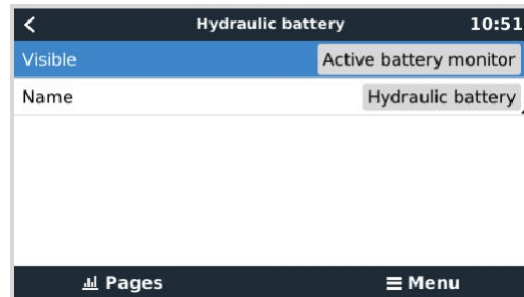 Hydraulic battery 10:51
Visible Active battery monitor
Name Hydraulic battery
Pages Menu